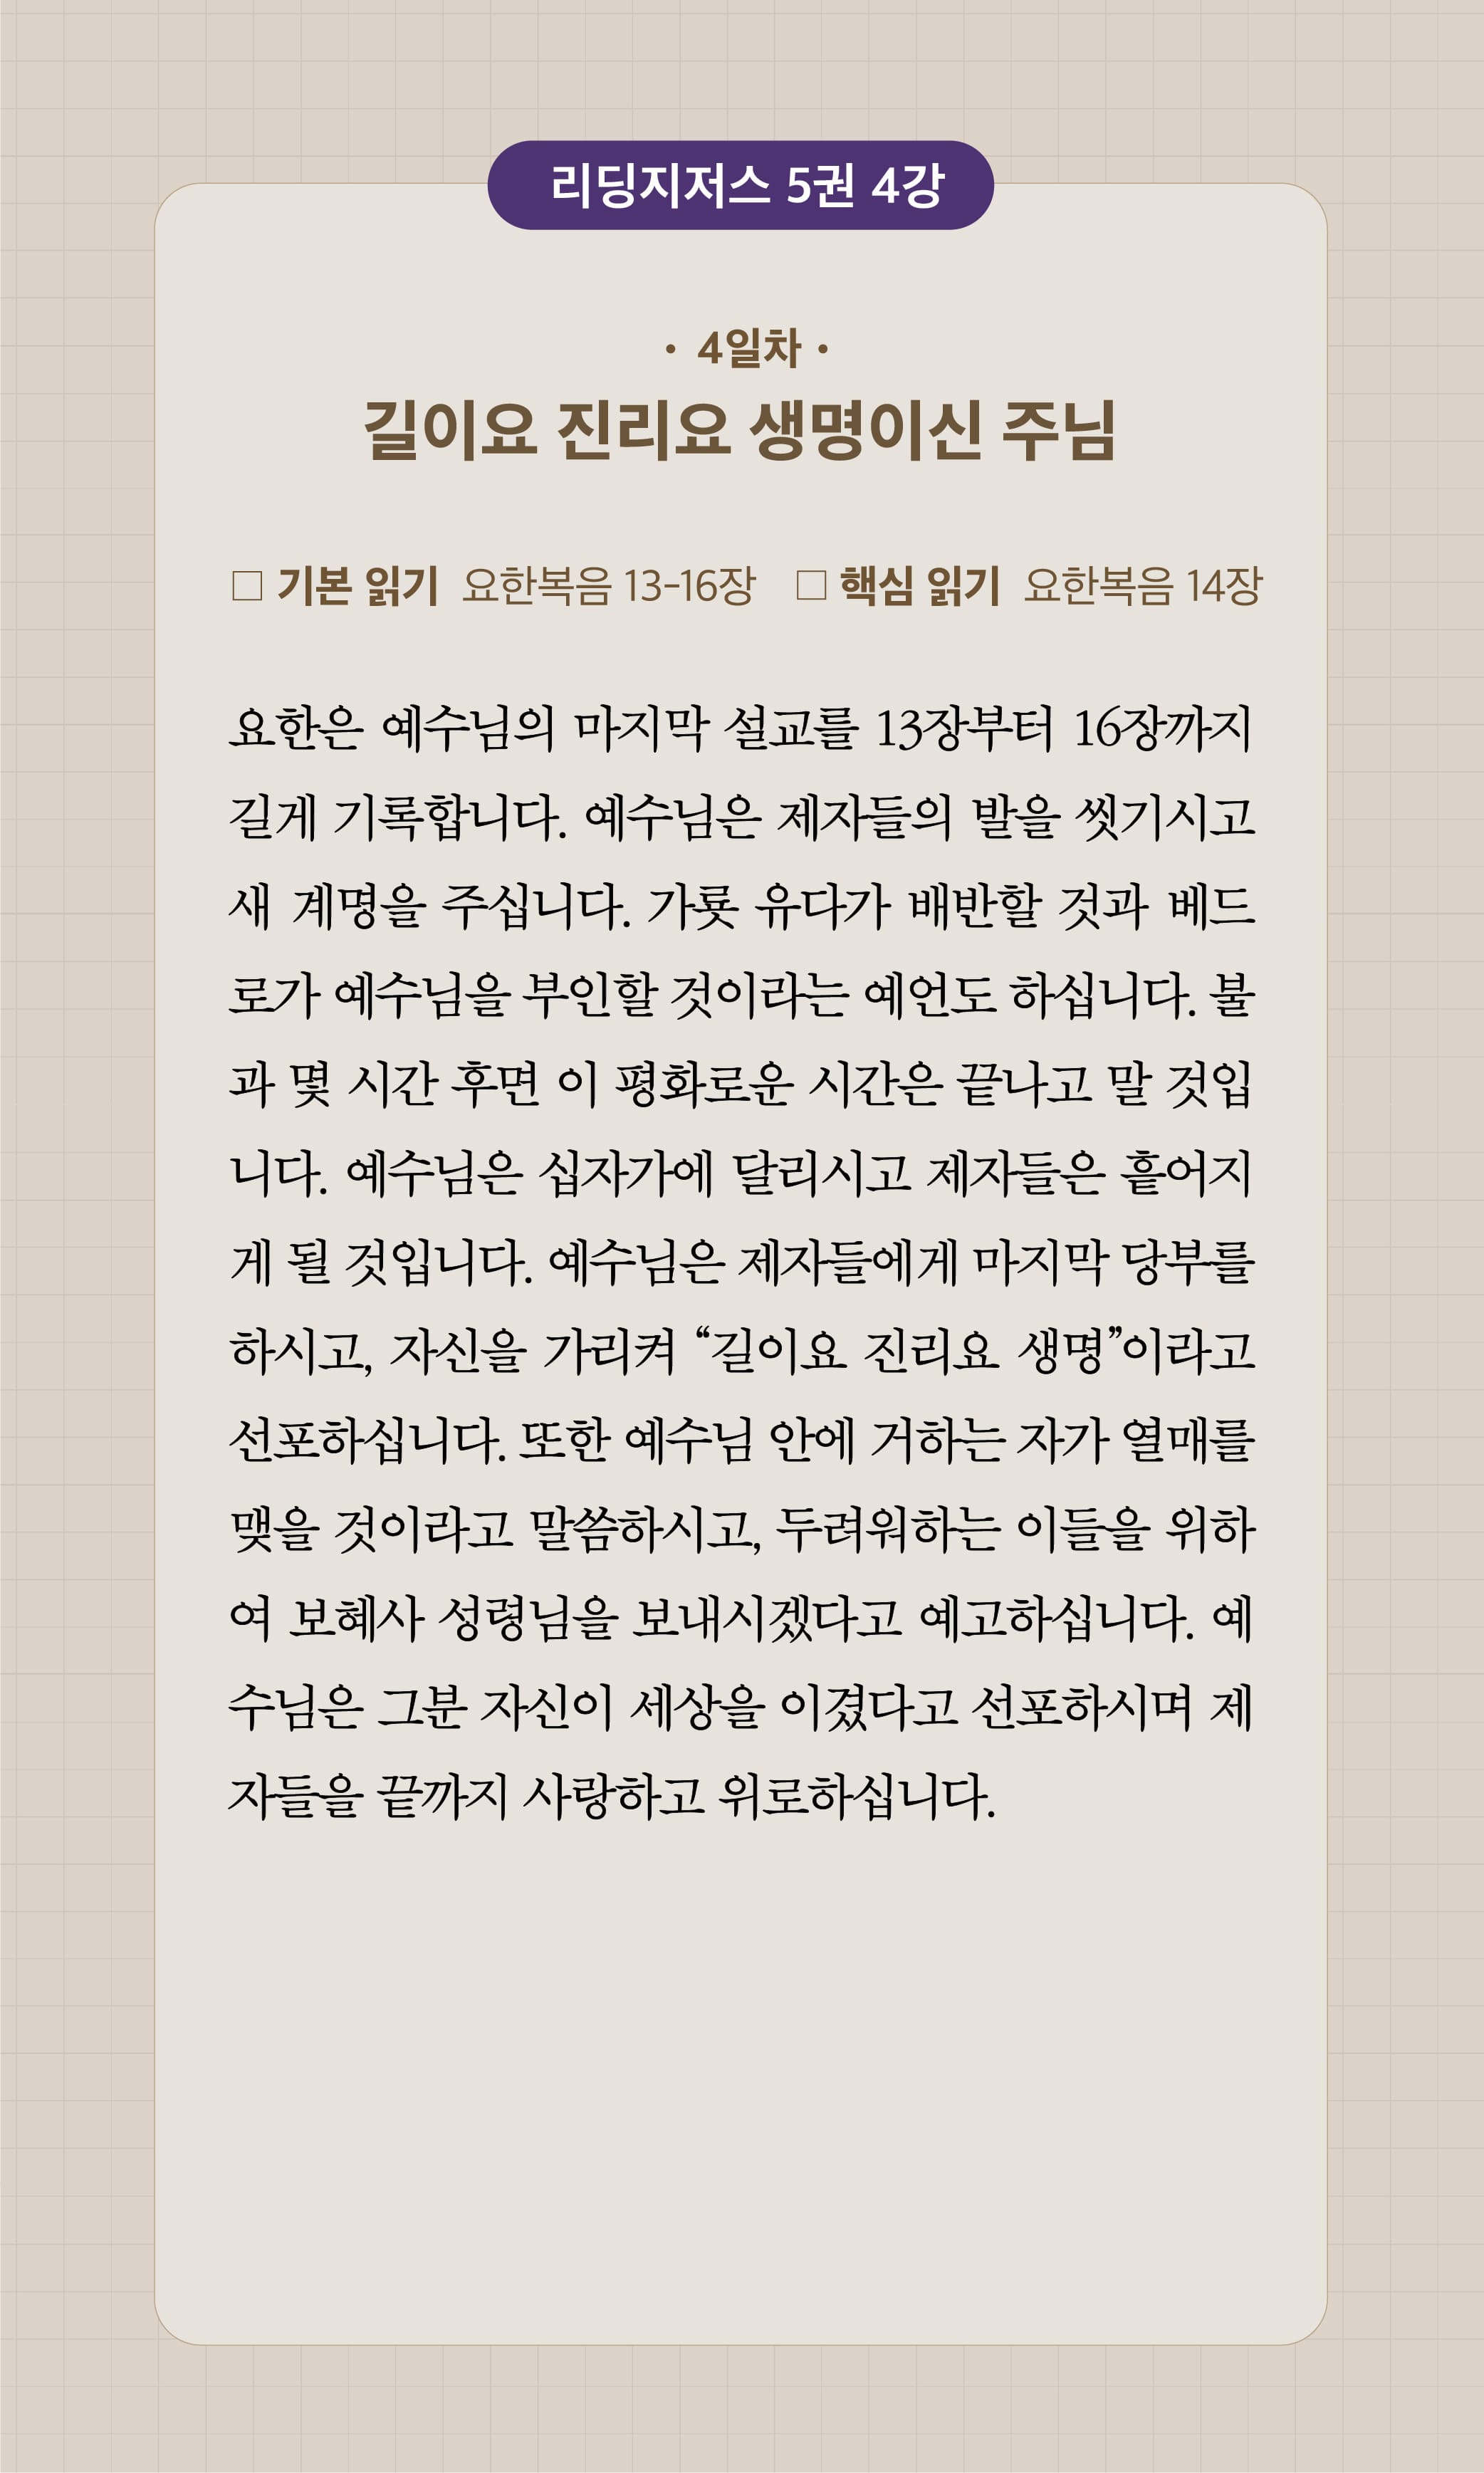 리딩지저스 5권 4강
· 4일차 ·
길이요 진리요 생명이신 주님
□ 기본 읽기 요한복음 13-16장 □ 핵심 읽기 요한복음 14장
요한은 예수님의 마지막 설교를 13장부터 16장까지
길게 기록합니다. 예수님은 제자들의 발을 씻기시고
새 계명을 주십니다. 가룟 유다가 배반할 것과 베드
로가 예수님을 부인할 것이라는 예언도 하십니다. 불
과 몇 시간 후면 이 평화로운 시간은 끝나고 말 것입
니다. 예수님은 십자가에 달리시고 제자들은 흩어지
게 될 것입니다. 예수님은 제자들에게 마지막 당부를
하시고, 자신을 가리켜 “길이요 진리요 생명”이라고
선포하십니다. 또한 예수님 안에 거하는 자가 열매를
맺을 것이라고 말씀하시고, 두려워하는 이들을 위하
여 보혜사 성령님을 보내시겠다고 예고하십니다. 예
수님은 그분 자신이 세상을 이겼다고 선포하시며 제
자들을 끝까지 사랑하고 위로하십니다.